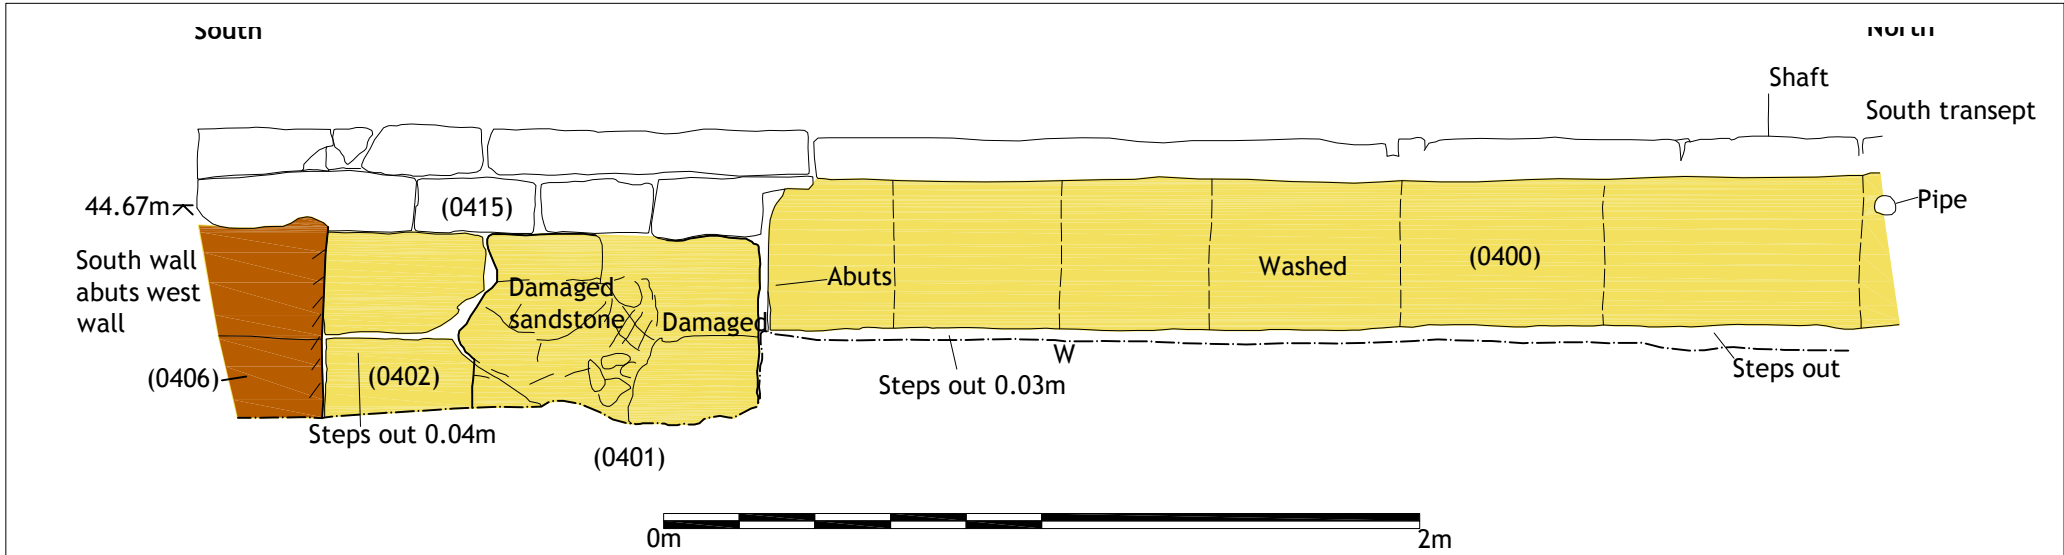 South
North
Shaft
South transept
44.67m
(0415)
Pipe
South wall
abuts west
wall
Abuts
Washed
(0400)
Damaged
sandstone
Damaged
(0406)
(0402)
W
Steps out 0.03m
Steps out
Steps out 0.04m
(0401)
0m
2m